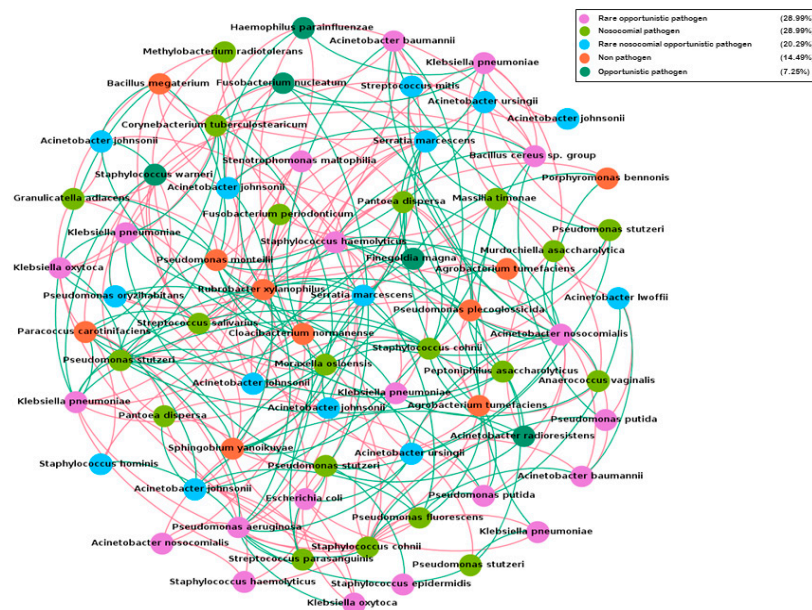 Rare opportunistic pathogen (28.99%)
Nosocomial pathogen (28.99%)
Rare nosocomial opportunistic pathogen (20.29%)
Non pathogen (14.49%)
Opportunistic pathogen (7.25%)
Haemophilus parainfluenzae
Acinetobacter baumannii
Methylobacterium radiotolerans
Klebsiella pneumoniae
Bacillus megaterium
Fusobacterium nucleatum
Streptococcus mitis
Acinetobacter ursingii
Acinetobacter johnsonii
Corynebacterium tuberculostearicum
Acinetobacter johnsonii
Serratia marcescens
Stenotrophomonas maltophilia
Bacillus cereus sp. group
Staphylococcus warneri
Porphyromonas bennonis
Acinetobacter johnsonii
Granulicatella adiacens
Pantoea dispersa
Massilia timonae
Fusobacterium periodonticum
Klebsiella pneumoniae
Pseudomonas stutzeri
Staphylococcus haemolyticus
Murdochiella asaccharolytica
Pseudomonas monteilii
Finegoldia magna
Klebsiella oxytoca
Agrobacterium tumefaciens
Rubrobacter xylanophilus
Pseudomonas oryzihabitans
Serratia marcescens
Acinetobacter lwoffii
Pseudomonas plecoglossicida
Streptococcus salivarius
Paracoccus carotinifaciens
Cloacibacterium normanense
Acinetobacter nosocomialis
Staphylococcus cohnii
Pseudomonas stutzeri
Moraxella osloensis
Peptoniphilus asaccharolyticus
Anaerococcus vaginalis
Acinetobacter johnsonii
Klebsiella pneumoniae
Klebsiella pneumoniae
Acinetobacter johnsonii
Agrobacterium tumefaciens
Pantoea dispersa
Pseudomonas putida
Acinetobacter radioresistens
Sphingobium yanoikuyae
Acinetobacter ursingii
Staphylococcus hominis
Pseudomonas stutzeri
Acinetobacter baumannii
Acinetobacter johnsonii
Escherichia coli
Pseudomonas putida
Pseudomonas fluorescens
Pseudomonas aeruginosa
Klebsiella pneumoniae
Acinetobacter nosocomialis
Staphylococcus cohnii
Streptococcus parasanguinis
Pseudomonas stutzeri
Staphylococcus haemolyticus
Staphylococcus epidermidis
Klebsiella oxytoca